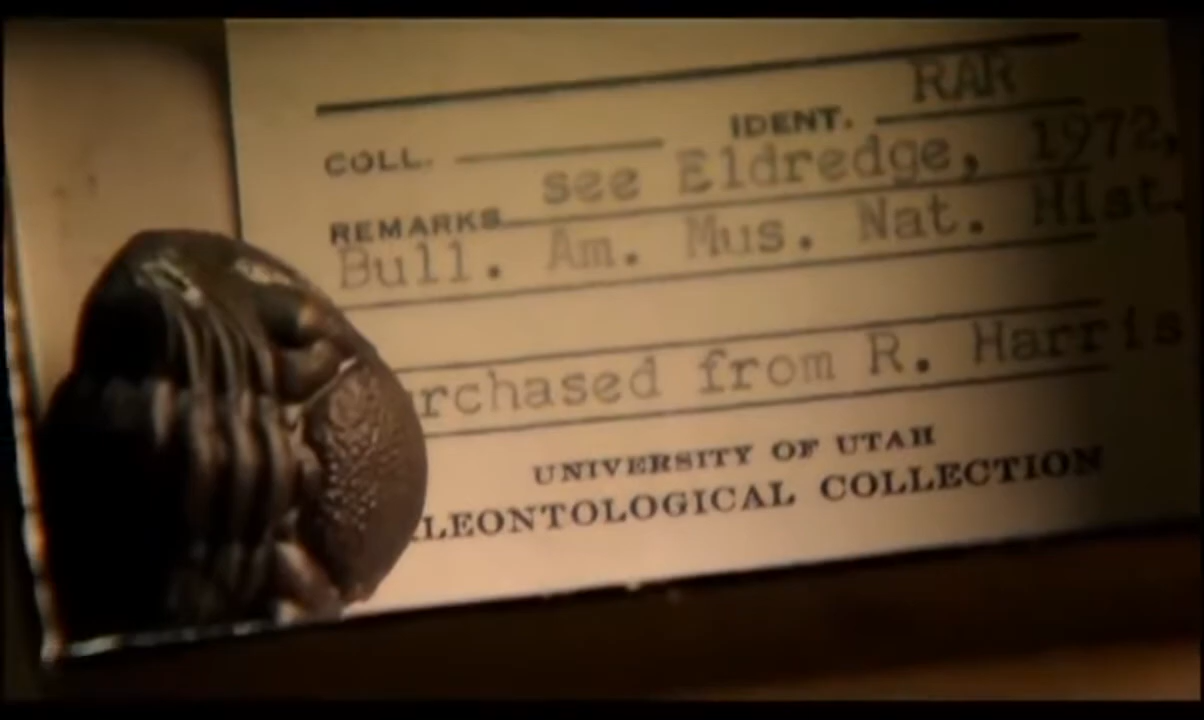 IDENT. RAR
COLL.
see Eldredge, 1972,
REMARKS
Bull. Am. Mus. Nat. Hist.
rchased from R. Harris
UNIVERSITY OF UTAH
LEONTOLOGICAL COLLECTION